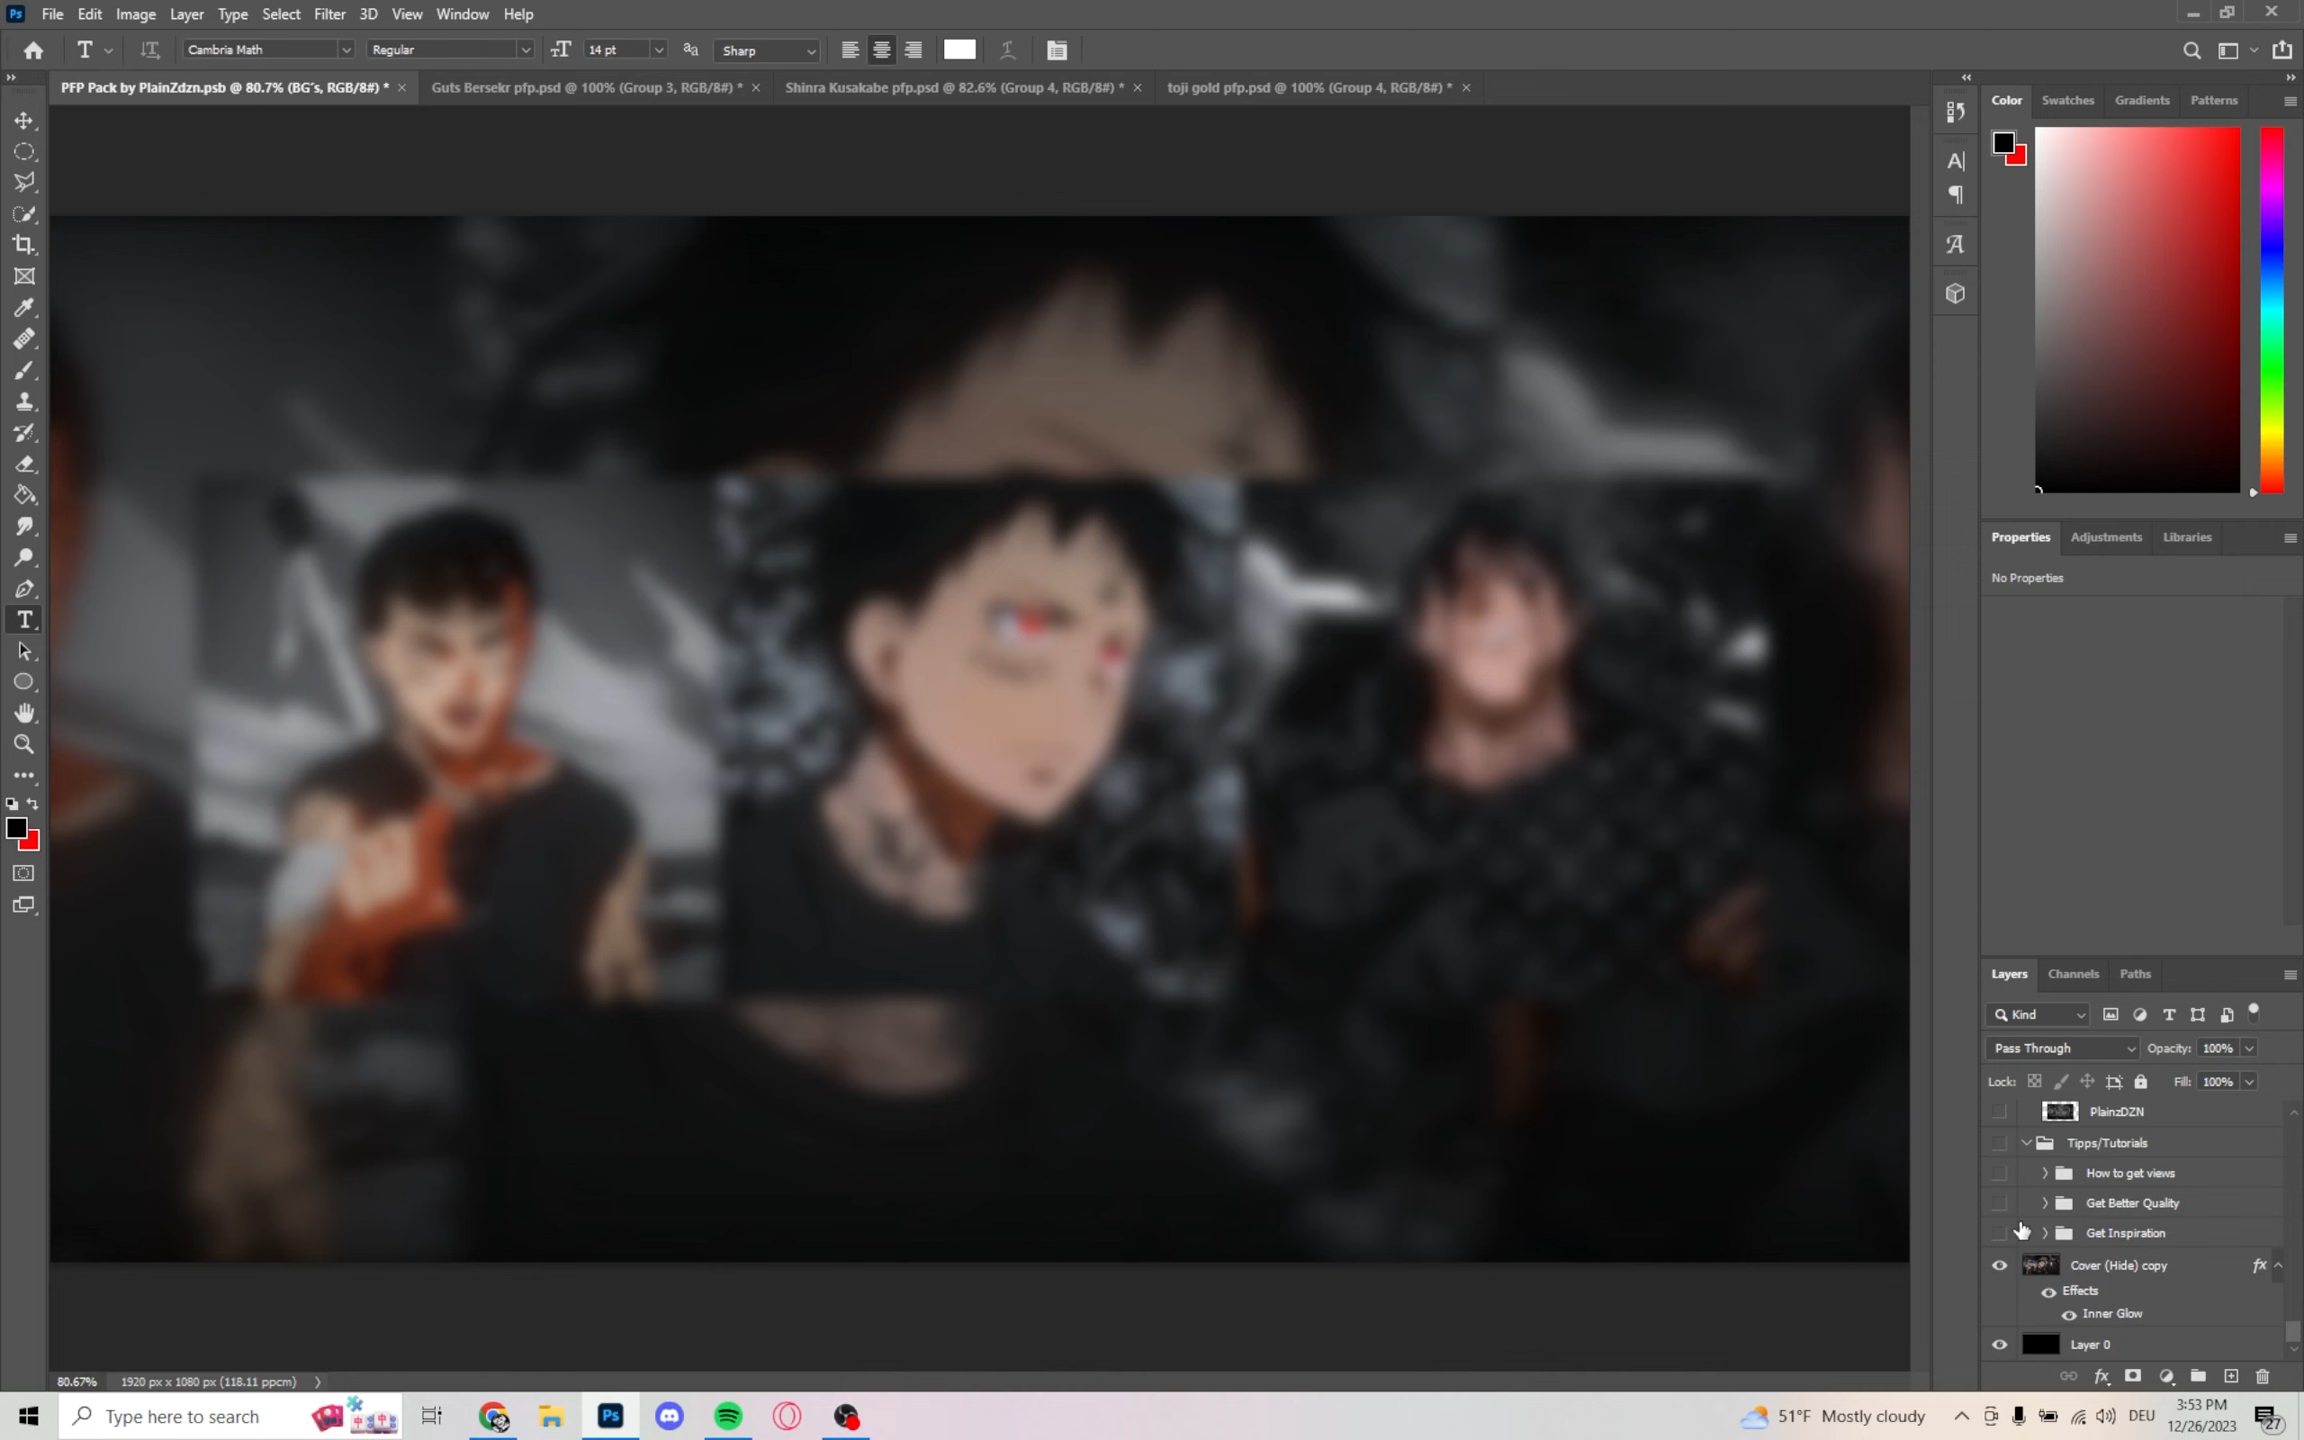 Ps File Edit Image Layer Type Select Filter 3D View Window Help
T Cambria Math Regular 14 pt Sharp
PFP Pack by PlainZdzn.psb @ 80.7% (BG's, RGB/8#) * Guts Bersekr pfp.psd @ 100% (Group 3, RGB/8#) * Shinra Kusakabe pfp.psd @ 82.6% (Group 4, RGB/8#) * toji gold pfp.psd @ 100% (Group 4, RGB/8#) *
Color Swatches Gradients Patterns
Properties Adjustments Libraries
No Properties
Layers Channels Paths
Kind
Pass Through Opacity: 100%
Lock: Fill: 100%
PlainzDZN
Tipps/Tutorials
How to get views
Get Better Quality
Get Inspiration
Cover (Hide) copy fx
Effects
Inner Glow
Layer 0
80.67% 1920 px x 1080 px (118.11 ppcm)
Type here to search Ps 51°F Mostly cloudy DEU 3:53 PM
12/26/2023 27